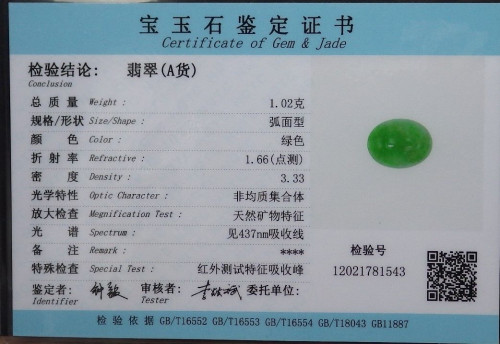 宝玉石鉴定证书
Certificate of Gem & Jade
检验结论: 翡翠(A货)
Conclusion
总质量 Weight : 1.02克
规格/形状 Size/Shape : 弧面型
颜色 Color : 绿色
折射率 Refractive : 1.66(点测)
密度 Density : 3.33
光学特性 Optic Character : 非均质集合体
放大检查 Magnification Test : 天然矿物特征
光谱 Spectrum : 见437nm吸收线
备注 Remark : ****
特殊检查 Special Test : 红外测试特征吸收峰
检验号
12021781543
鉴定者: 审核者: 委托单位:
Identifier Tester
检验依据 GB/T16552 GB/T16553 GB/T16554 GB/T18043 GB11887